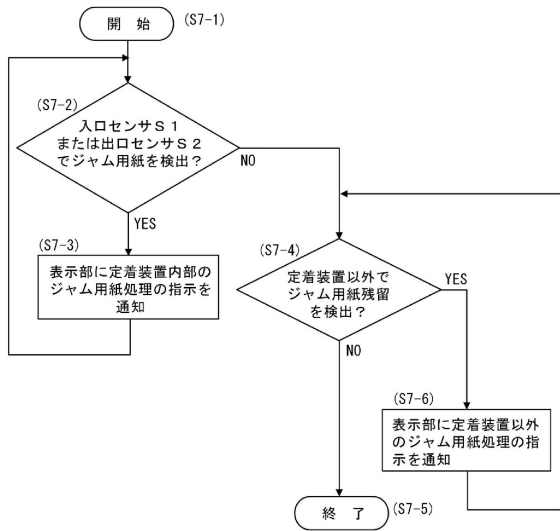 開 始
(S7-1)
(S7-2)
入口センサS1
または出口センサS2
でジャム用紙を検出?
NO
YES
(S7-3)
表示部に定着装置内部の
ジャム用紙処理の指示を
通知
(S7-4)
定着装置以外で
ジャム用紙残留
を検出?
YES
NO
(S7-6)
表示部に定着装置以外
のジャム用紙処理の指
示を通知
終 了
(S7-5)